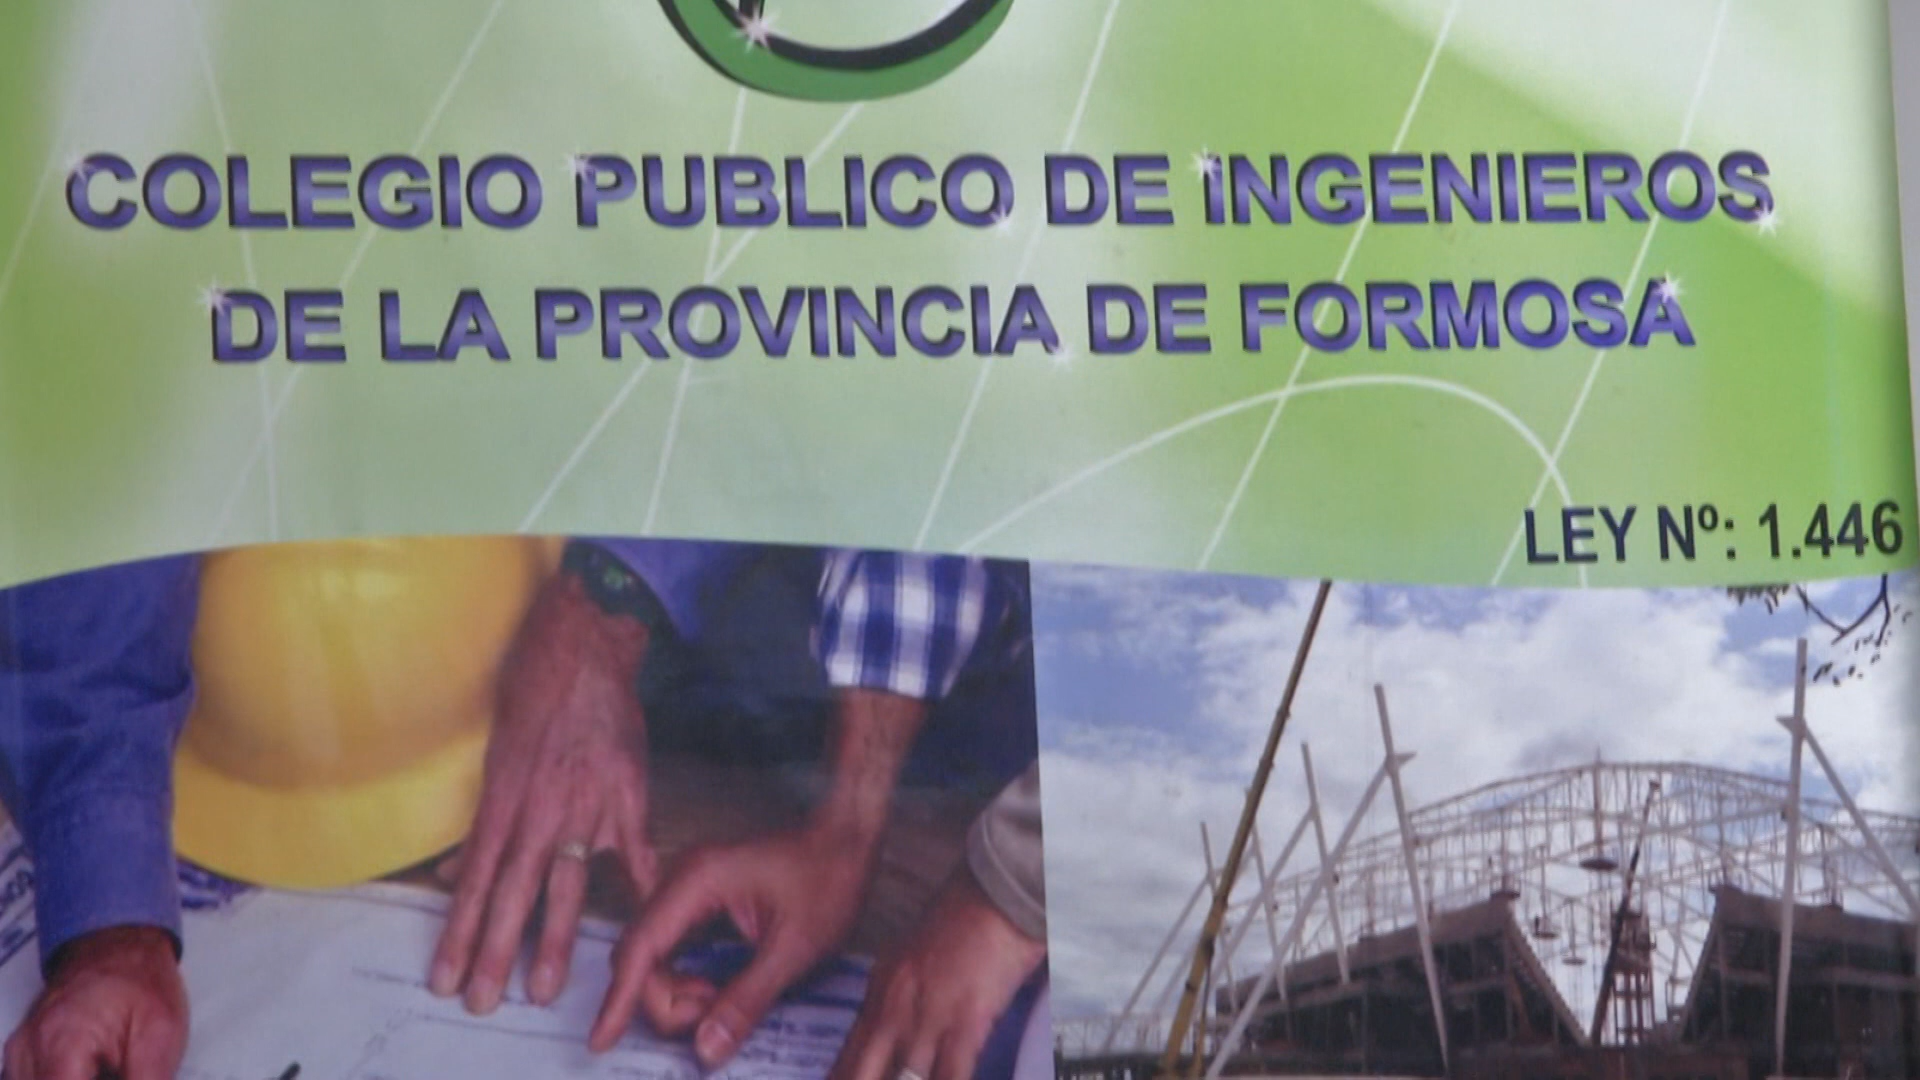 COLEGIO PUBLICO DE INGENIEROS
DE LA PROVINCIA DE FORMOSA
LEY Nº: 1.446